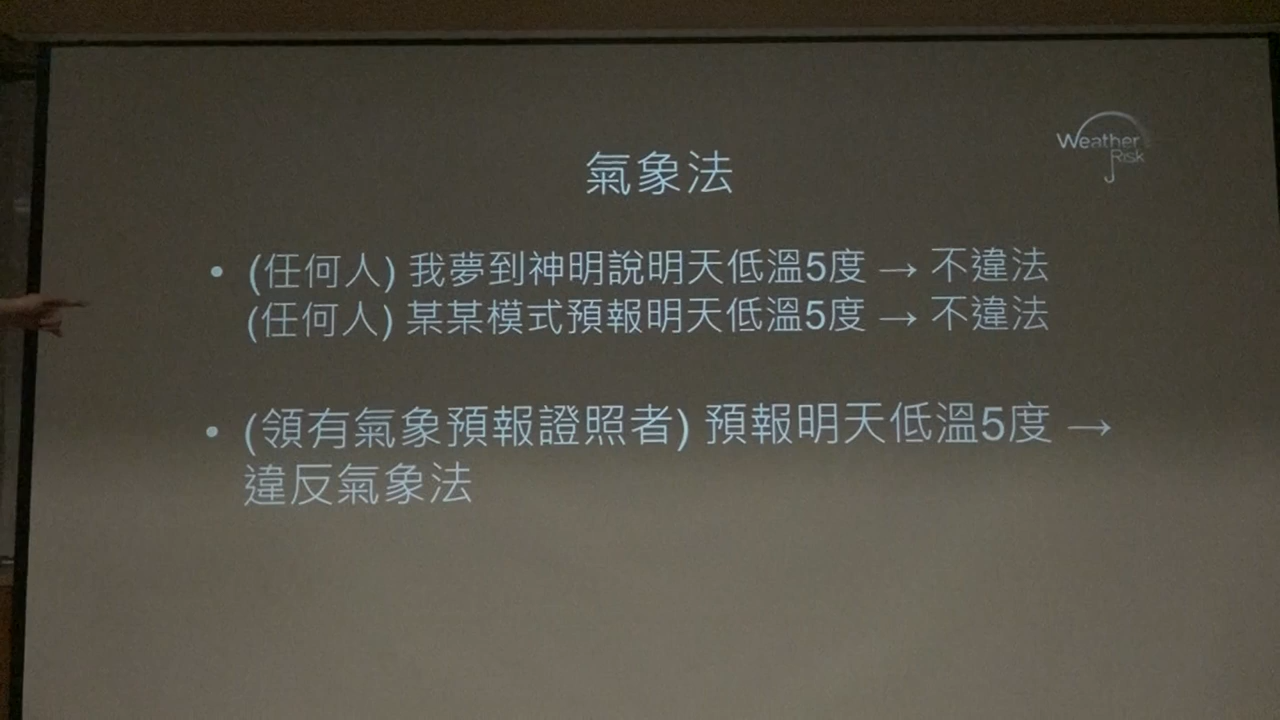 Weather
Risk
氣象法
• (任何人) 我夢到神明說明天低溫5度 → 不違法
(任何人) 某某模式預報明天低溫5度 → 不違法
• (領有氣象預報證照者) 預報明天低溫5度 →
違反氣象法